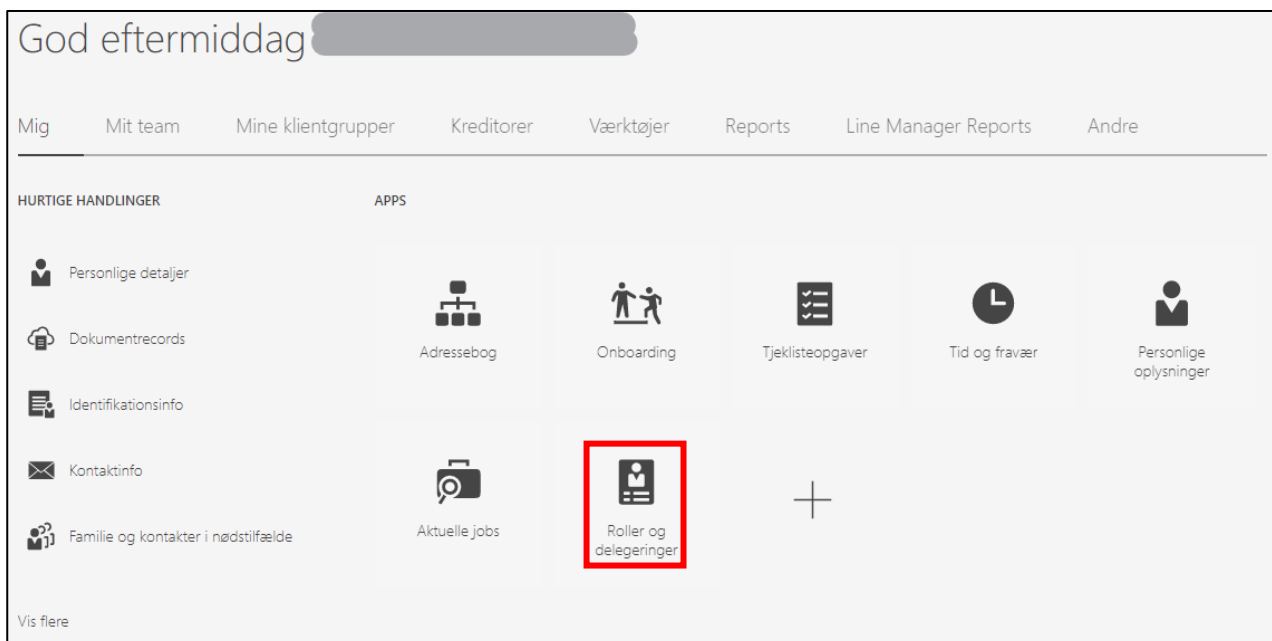 God eftermiddag
Mig Mit team Mine klientgrupper Kreditorer Værktøjer Reports Line Manager Reports Andre
HURTIGE HANDLINGER
Personlige detaljer
Dokumentrecords
Identifikationsinfo
Kontaktinfo
Familie og kontakter i nødstilfælde
Vis flere
APPS
Adressebog
Onboarding
Tjeklisteopgaver
Tid og fravær
Personlige
oplysninger
Aktuelle jobs
Roller og
delegeringer